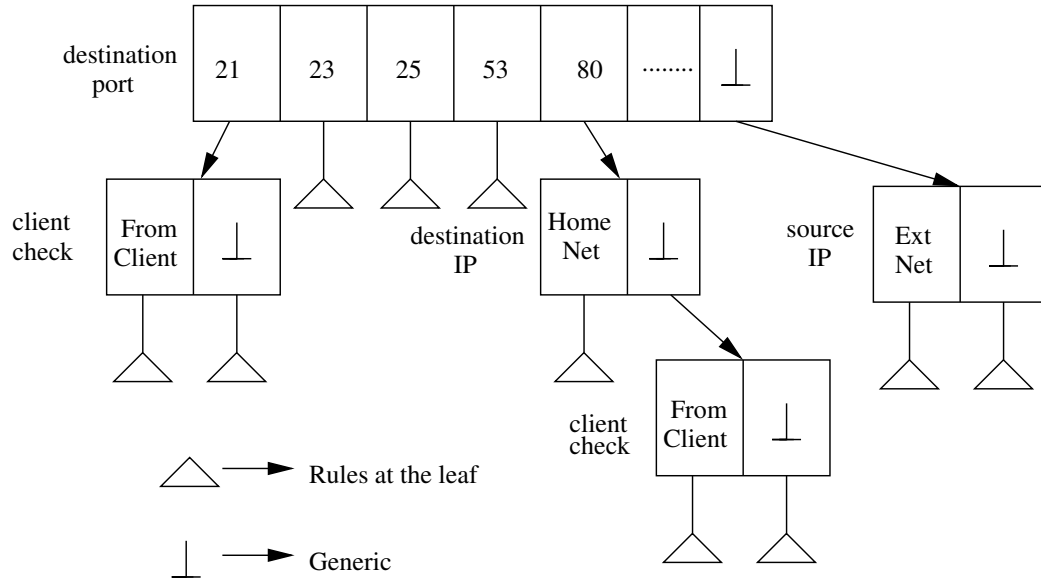 destination
port
21
23
25
53
80
........
⊥
client
check
From
Client
⊥
destination
IP
Home
Net
⊥
source
IP
Ext
Net
⊥
client
check
From
Client
⊥
Rules at the leaf
⊥
Generic